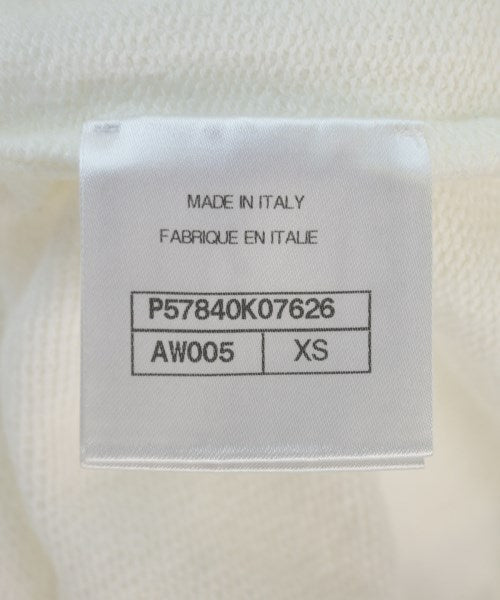 MADE IN ITALY
FABRIQUE EN ITALIE
P57840K07626
AW005 XS